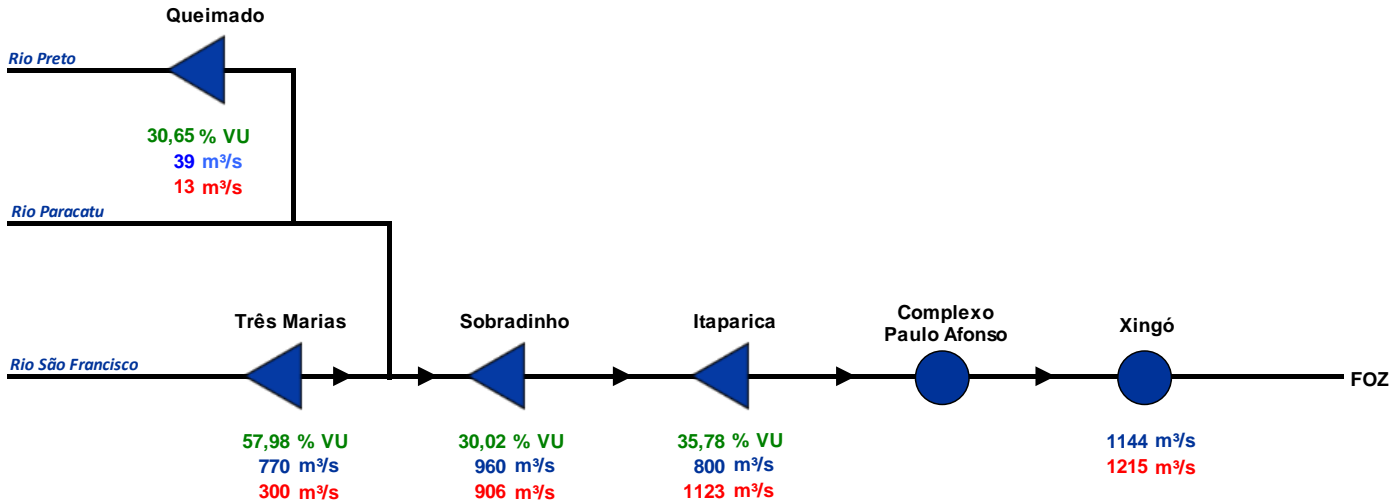 Queimado
Rio Preto
30,65 % VU
39 m³/s
13 m³/s
Rio Paracatu
Três Marias
Sobradinho
Itaparica
Complexo
Paulo Afonso
Xingó
Rio São Francisco
FOZ
57,98 % VU
770 m³/s
300 m³/s
30,02 % VU
960 m³/s
906 m³/s
35,78 % VU
800 m³/s
1123 m³/s
1144 m³/s
1215 m³/s